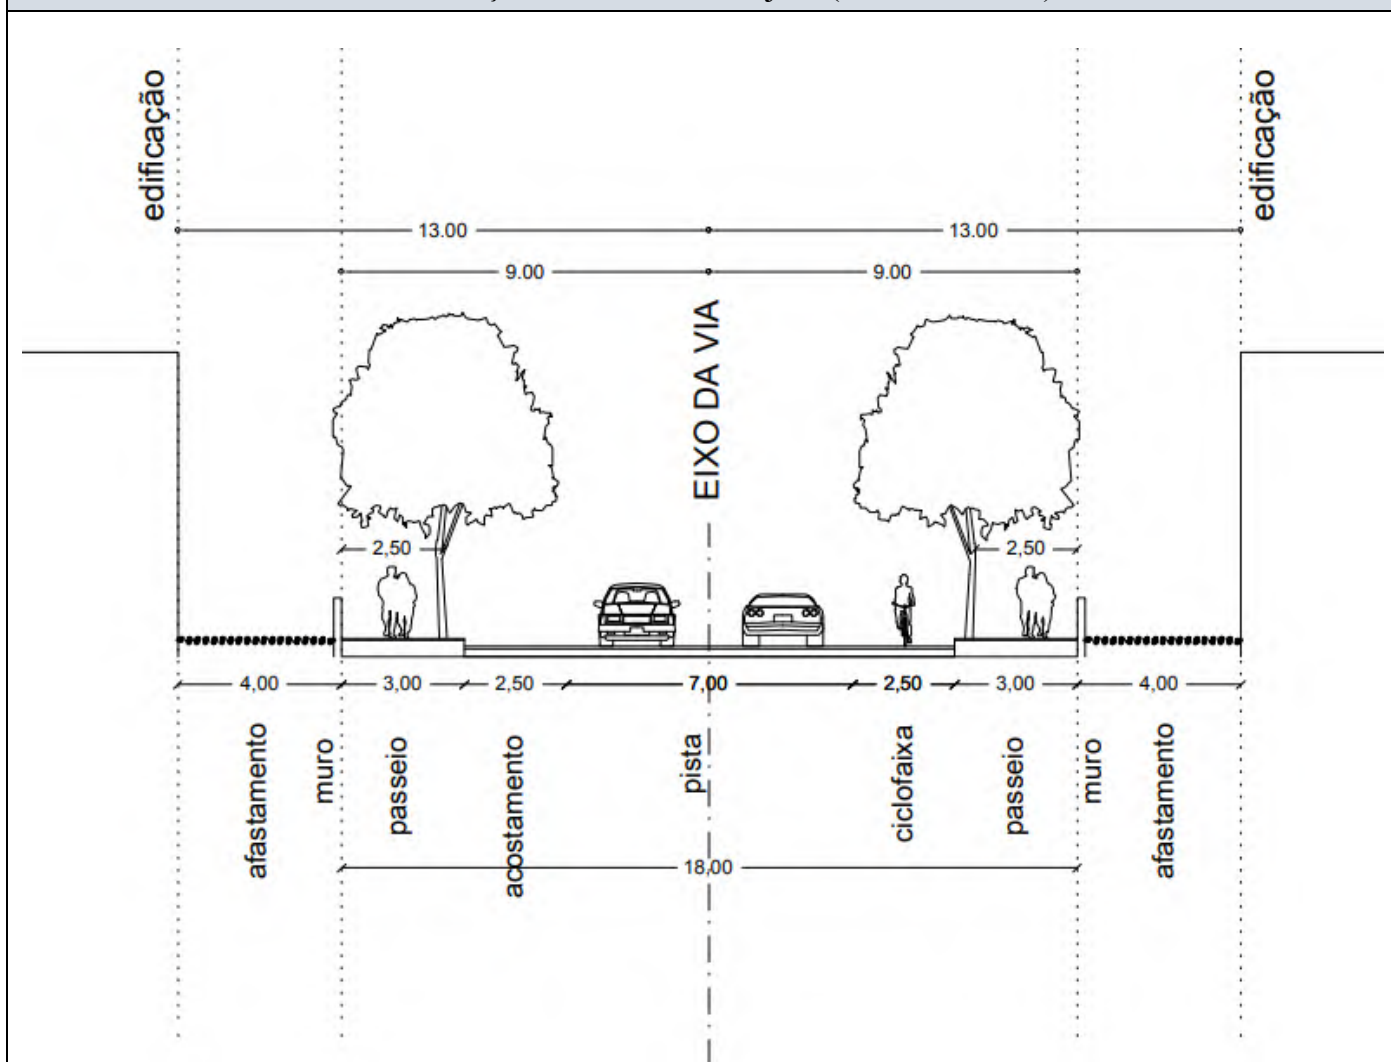 edificação
edificação
13.00
13.00
9.00
9.00
EIXO DA VIA
2,50
2,50
4,00
3,00
2,50
7,00
2,50
3,00
4,00
afastamento
muro
passeio
acostamento
pista
ciclofaixa
passeio
muro
afastamento
18,00